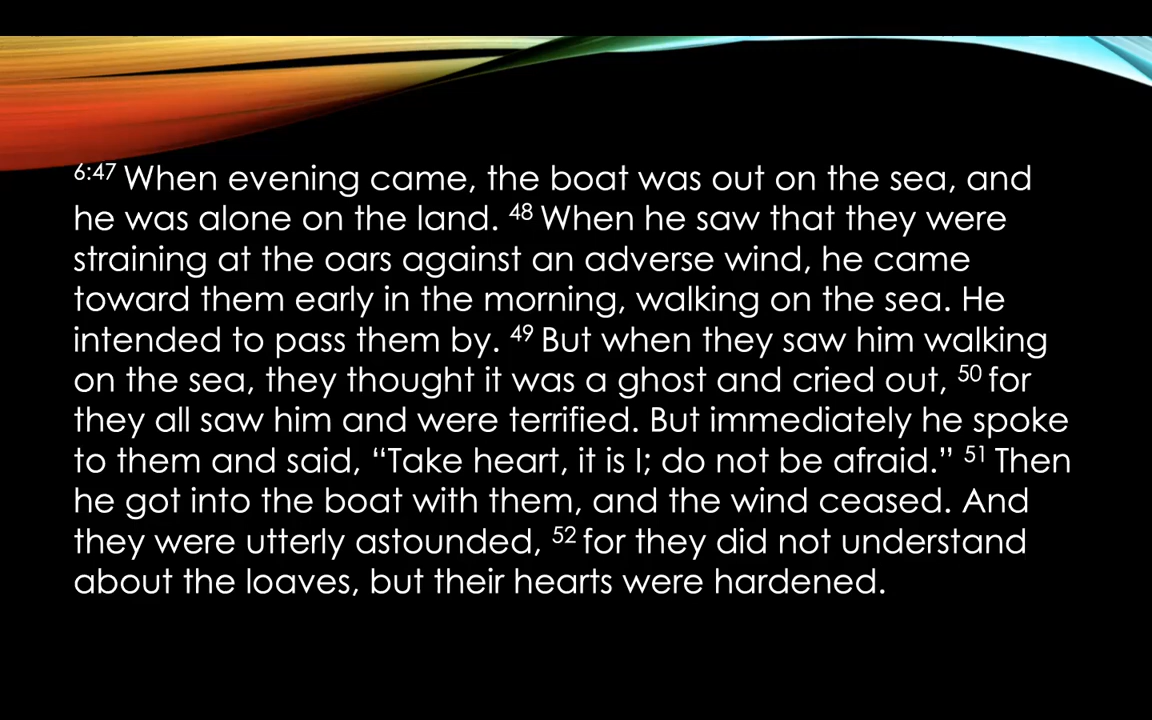 6:47 When evening came, the boat was out on the sea, and
he was alone on the land. 48 When he saw that they were
straining at the oars against an adverse wind, he came
toward them early in the morning, walking on the sea. He
intended to pass them by. 49 But when they saw him walking
on the sea, they thought it was a ghost and cried out, 50 for
they all saw him and were terrified. But immediately he spoke
to them and said, “Take heart, it is I; do not be afraid.” 51 Then
he got into the boat with them, and the wind ceased. And
they were utterly astounded, 52 for they did not understand
about the loaves, but their hearts were hardened.